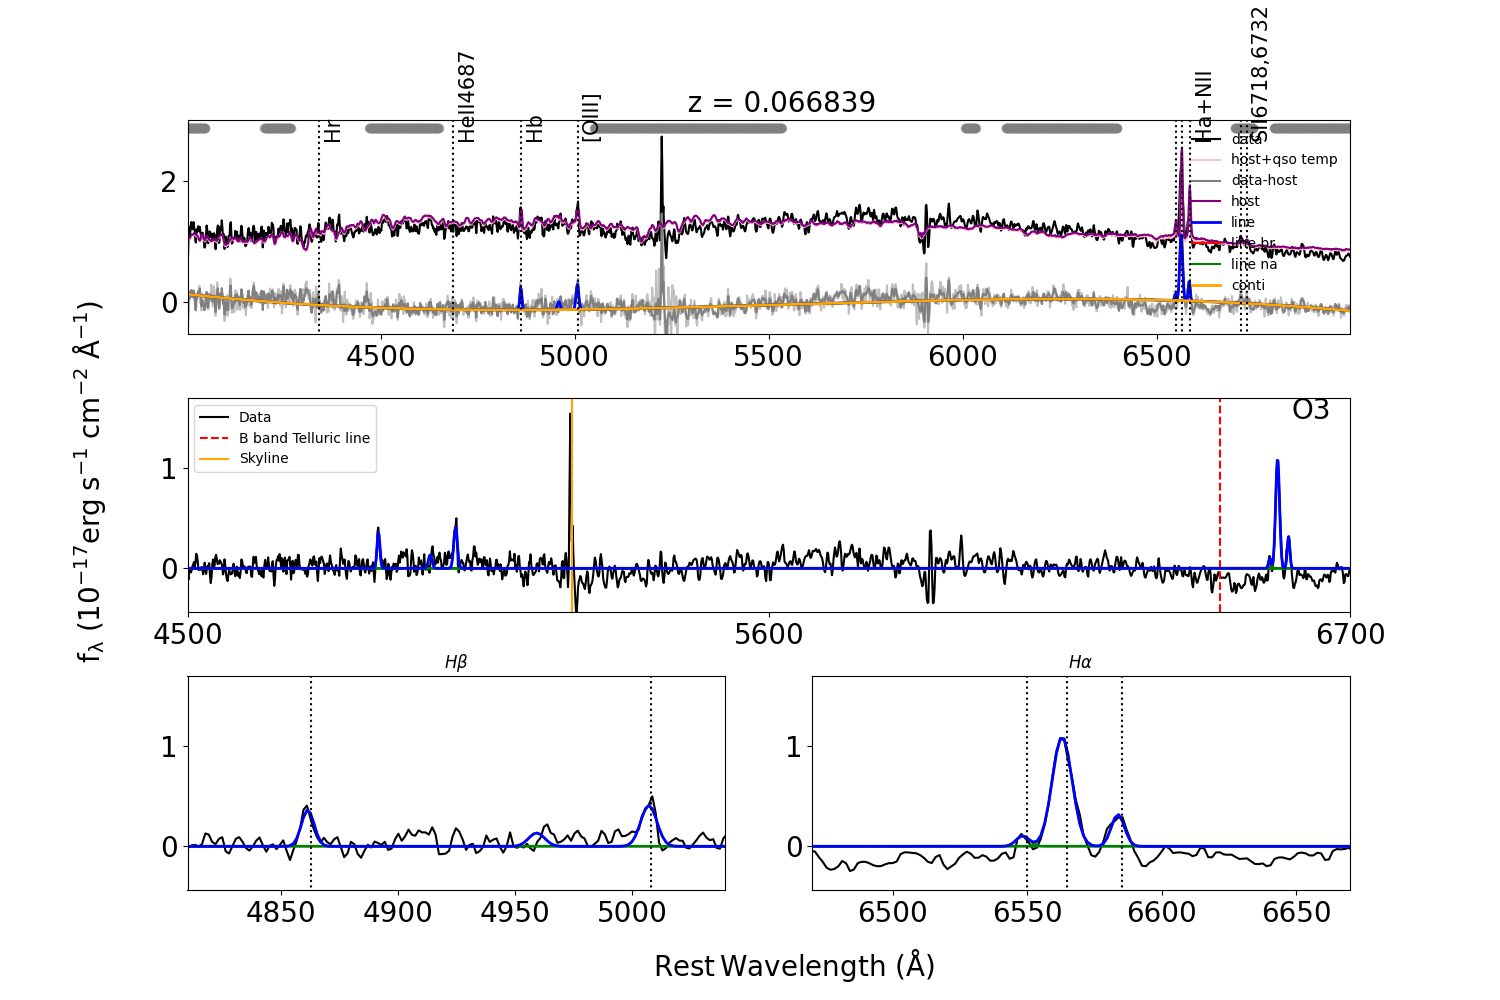 z = 0.066839
Hr
HeII4687
Hb
[OIII]
Ha+NII
SII6718,6732
data
host+qso temp
data-host
host
line
line br
line na
conti
2
0
4500 5000 5500 6000 6500
O3
Data
B band Telluric line
Skyline
1
0
4500 5600 6700
fλ (10−17erg s−1 cm−2 Å−1)
Hβ
1
0
4850 4900 4950 5000
Hα
1
0
6500 6550 6600 6650
Rest Wavelength (Å)